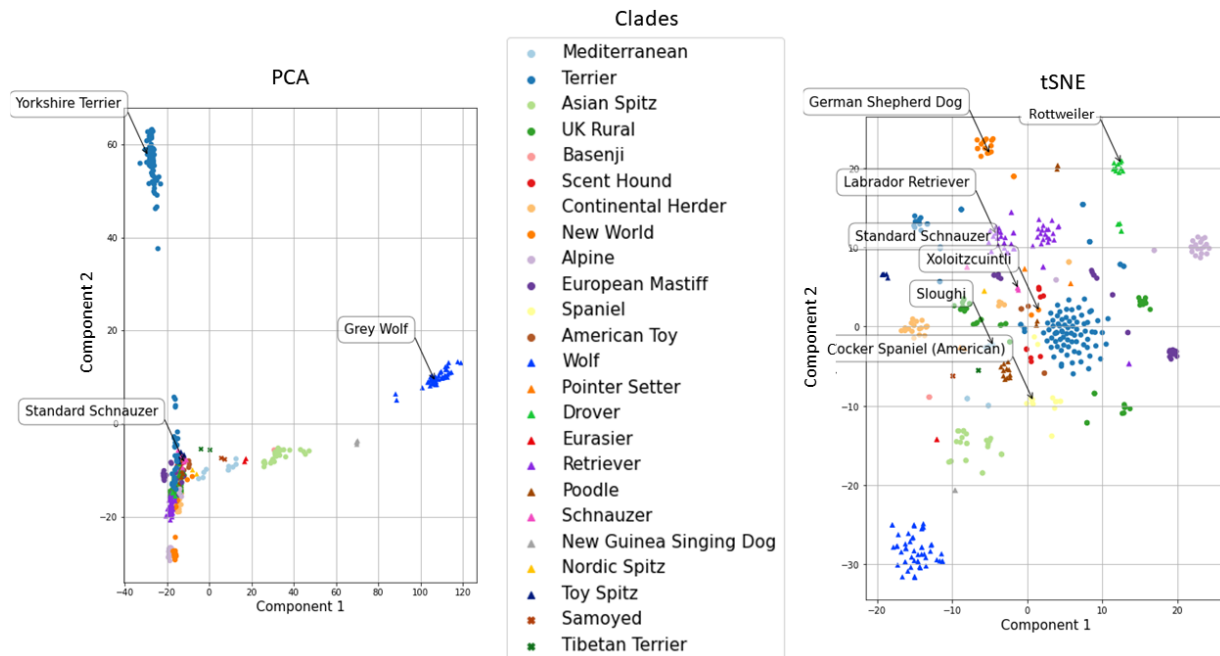 Clades
PCA
tSNE
Yorkshire Terrier
Grey Wolf
Standard Schnauzer
60
40
20
0
−20
Component 2
−40
−20
0
20
40
60
80
100
120
Component 1
Mediterranean
Terrier
Asian Spitz
UK Rural
Basenji
Scent Hound
Continental Herder
New World
Alpine
European Mastiff
Spaniel
American Toy
Wolf
Pointer Setter
Drover
Eurasier
Retriever
Poodle
Schnauzer
New Guinea Singing Dog
Nordic Spitz
Toy Spitz
Samoyed
Tibetan Terrier
German Shepherd Dog
Rottweiler
Labrador Retriever
Standard Schnauzer
Xoloitzcuintli
Sloughi
Cocker Spaniel (American)
20
10
0
−10
−20
−30
Component 2
−20
−10
0
10
20
Component 1